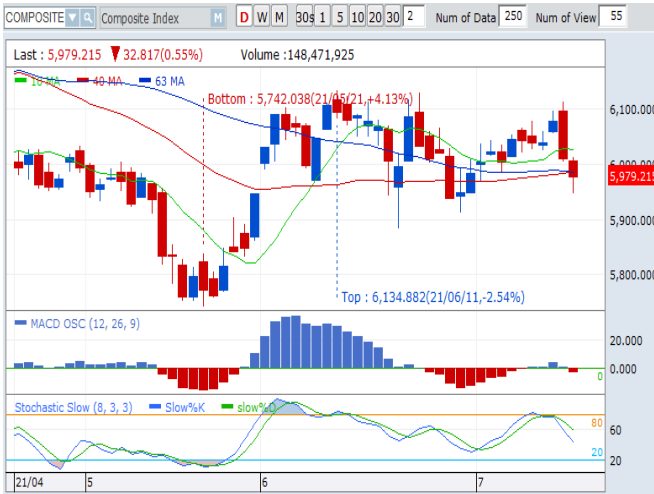 COMPOSITE Composite Index M D W M 30s 1 5 10 20 30 2 Num of Data 250 Num of View 55
Last : 5,979.215 ▼ 32.817(0.55%) Volume :148,471,925
10 MA 40 MA 63 MA
Bottom : 5,742.038(21/05/21,+4.13%)
6,100.000
6,000.000
5,979.215
5,900.000
5,800.000
Top : 6,134.882(21/06/11,-2.54%)
MACD OSC (12, 26, 9)
20.000
0.000
0
Stochastic Slow (8, 3, 3) Slow%K slow%D
80
60
20
20
21/04 5 6 7